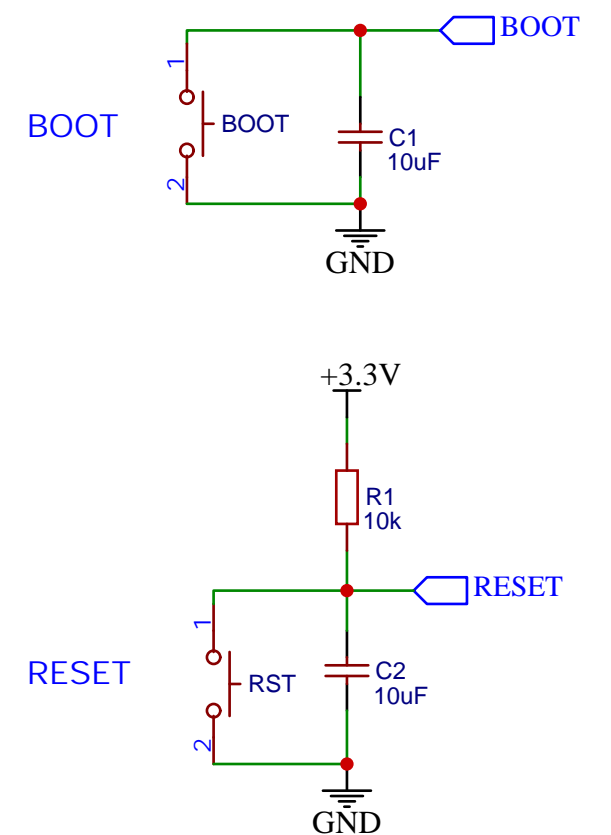 BOOT
1
BOOT
BOOT
2
C1
10uF
GND
+3.3V
R1
10k
RESET
1
RESET
RST
2
C2
10uF
GND